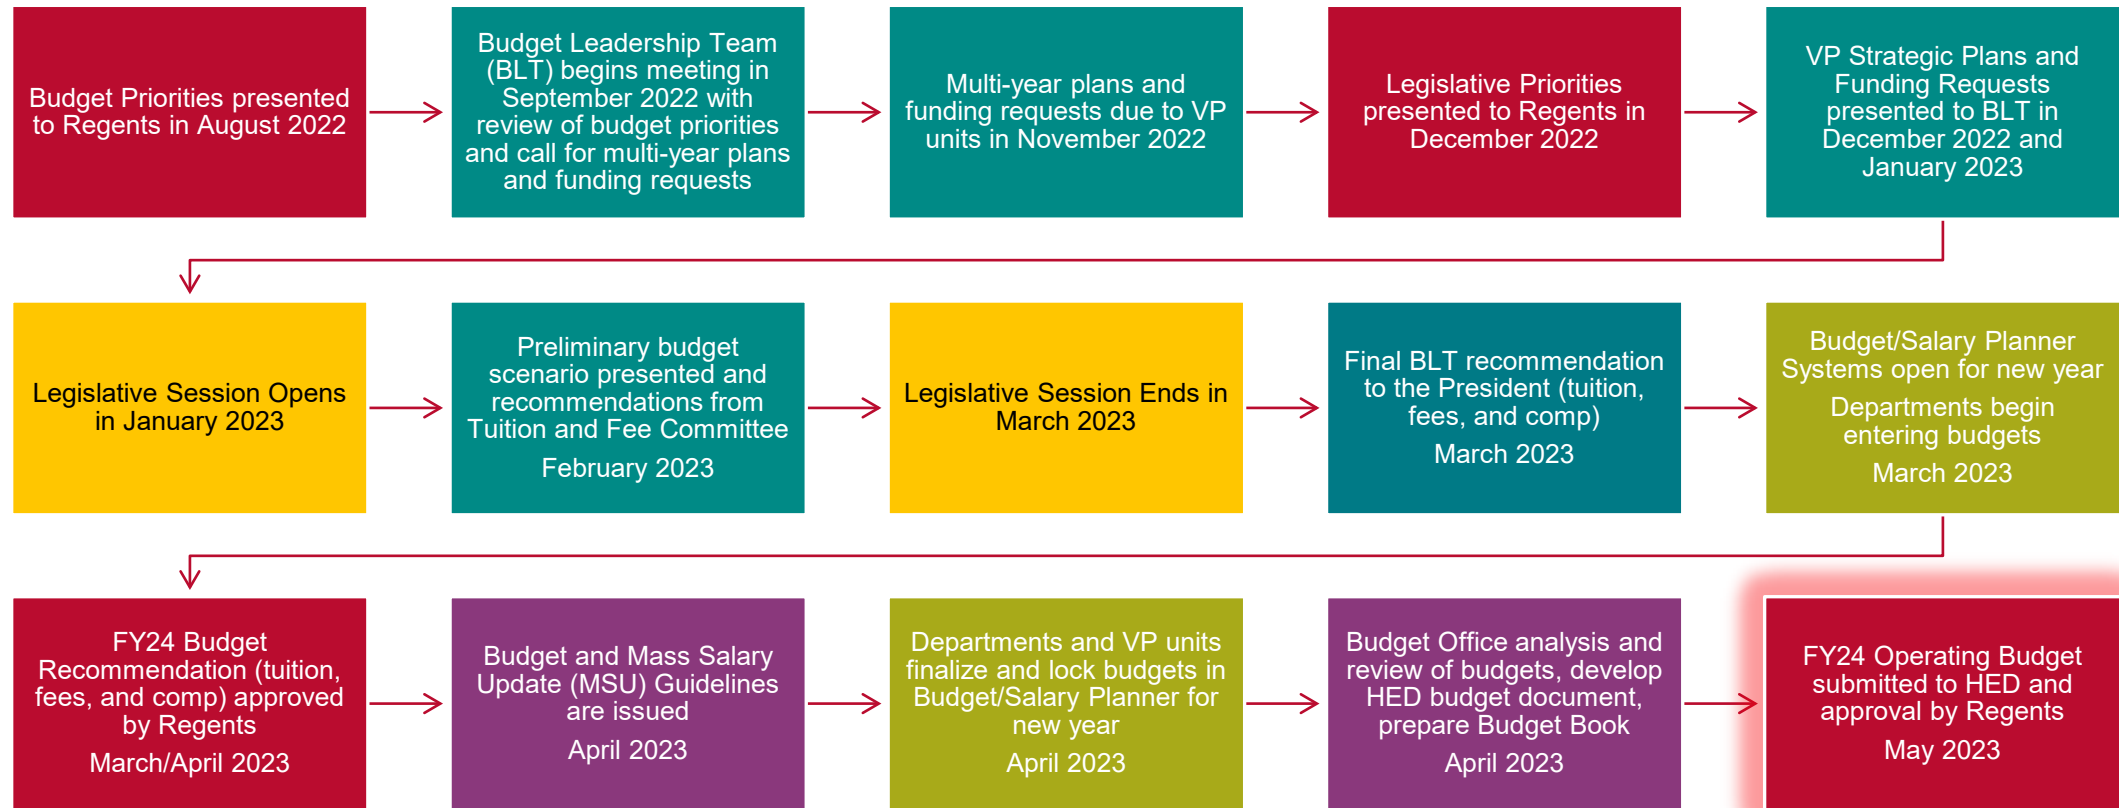 Budget Priorities presented
to Regents in August 2022
Budget Leadership Team
(BLT) begins meeting in
September 2022 with
review of budget priorities
and call for multi-year plans
and funding requests
Multi-year plans and
funding requests due to VP
units in November 2022
Legislative Priorities
presented to Regents in
December 2022
VP Strategic Plans and
Funding Requests
presented to BLT in
December 2022 and
January 2023
Legislative Session Opens
in January 2023
Preliminary budget
scenario presented and
recommendations from
Tuition and Fee Committee
February 2023
Legislative Session Ends in
March 2023
Final BLT recommendation
to the President (tuition,
fees, and comp)
March 2023
Budget/Salary Planner
Systems open for new year
Departments begin
entering budgets
March 2023
FY24 Budget
Recommendation (tuition,
fees, and comp) approved
by Regents
March/April 2023
Budget and Mass Salary
Update (MSU) Guidelines
are issued
April 2023
Departments and VP units
finalize and lock budgets in
Budget/Salary Planner for
new year
April 2023
Budget Office analysis and
review of budgets, develop
HED budget document,
prepare Budget Book
April 2023
FY24 Operating Budget
submitted to HED and
approval by Regents
May 2023